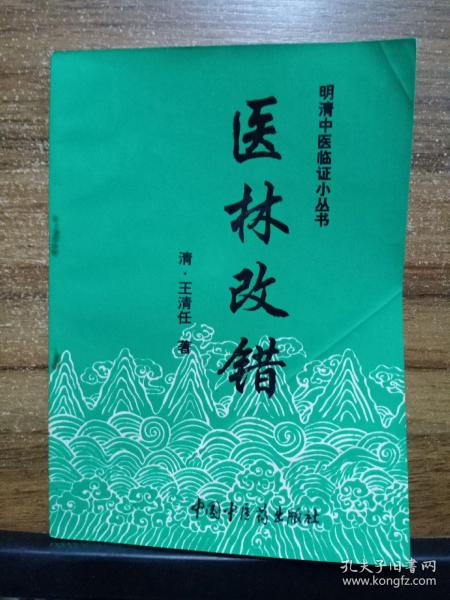 明清中医临证小丛书
医林改错
清·王清任 著
中国中医药出版社
孔夫子旧书网
www.kongfz.com